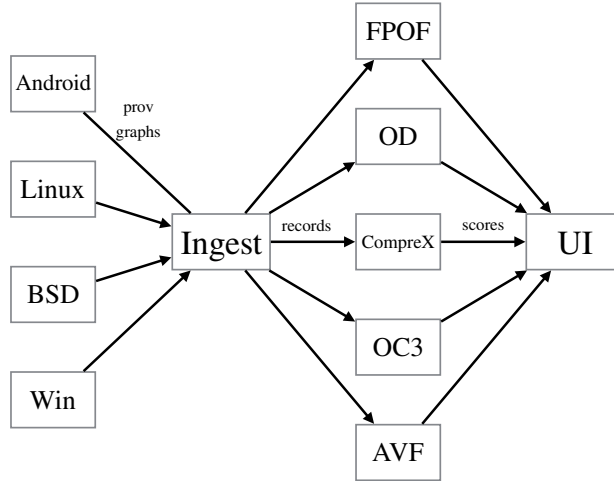 FPOF
Android
prov
graphs
OD
Linux
Ingest
records
CompreX
scores
UI
BSD
OC3
Win
AVF